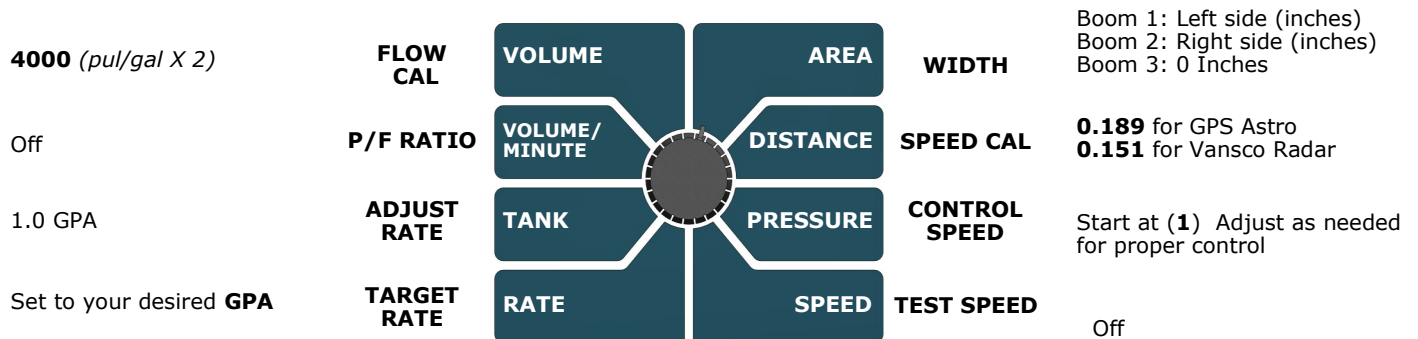 4000 (pul/gal X 2)
FLOW
CAL
VOLUME
AREA
WIDTH
Boom 1: Left side (inches)
Boom 2: Right side (inches)
Boom 3: 0 Inches
Off
P/F RATIO
VOLUME/
MINUTE
DISTANCE
SPEED CAL
0.189 for GPS Astro
0.151 for Vansco Radar
1.0 GPA
ADJUST
RATE
TANK
PRESSURE
CONTROL
SPEED
Start at (1) Adjust as needed
for proper control
Set to your desired GPA
TARGET
RATE
RATE
SPEED
TEST SPEED
Off